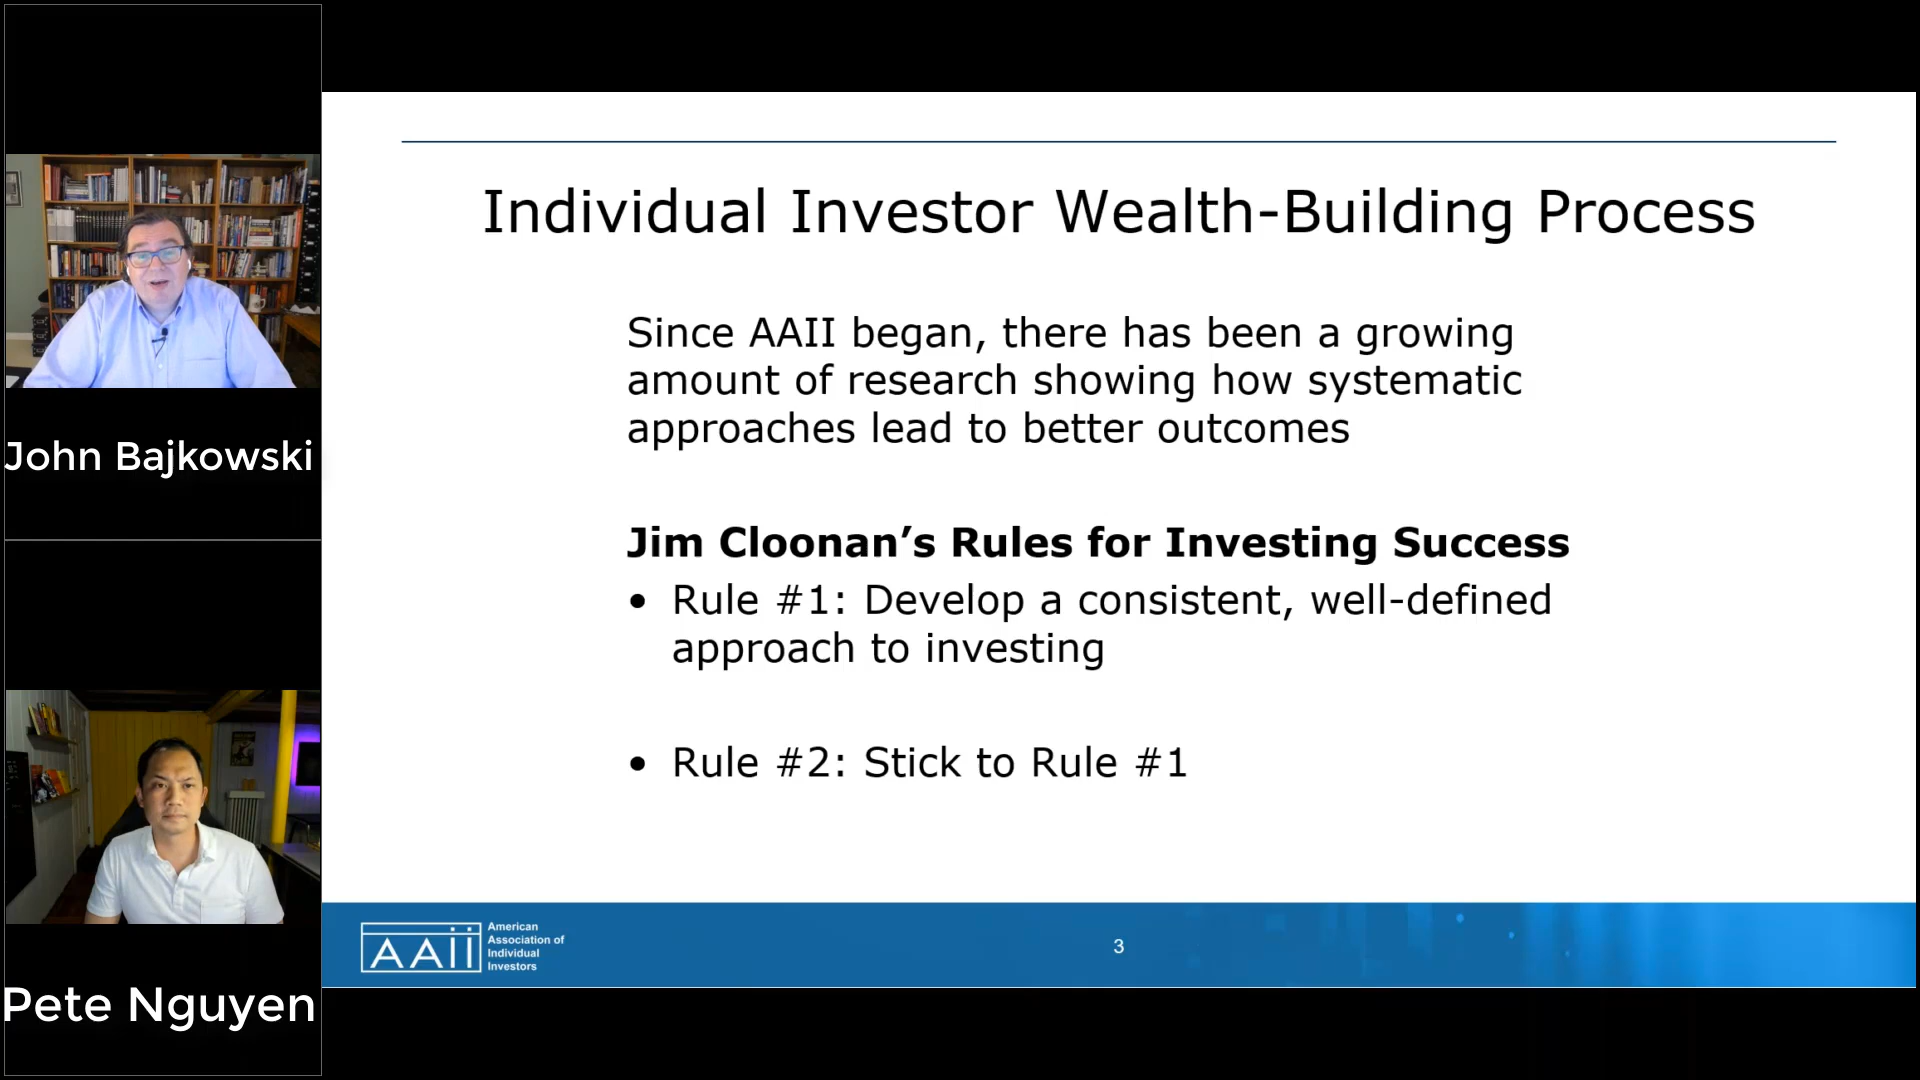 John Bajkowski
Pete Nguyen
Individual Investor Wealth-Building Process
Since AAII began, there has been a growing
amount of research showing how systematic
approaches lead to better outcomes
Jim Cloonan’s Rules for Investing Success
• Rule #1: Develop a consistent, well-defined
approach to investing
• Rule #2: Stick to Rule #1
AAII
American
Association of
Individual
Investors
3